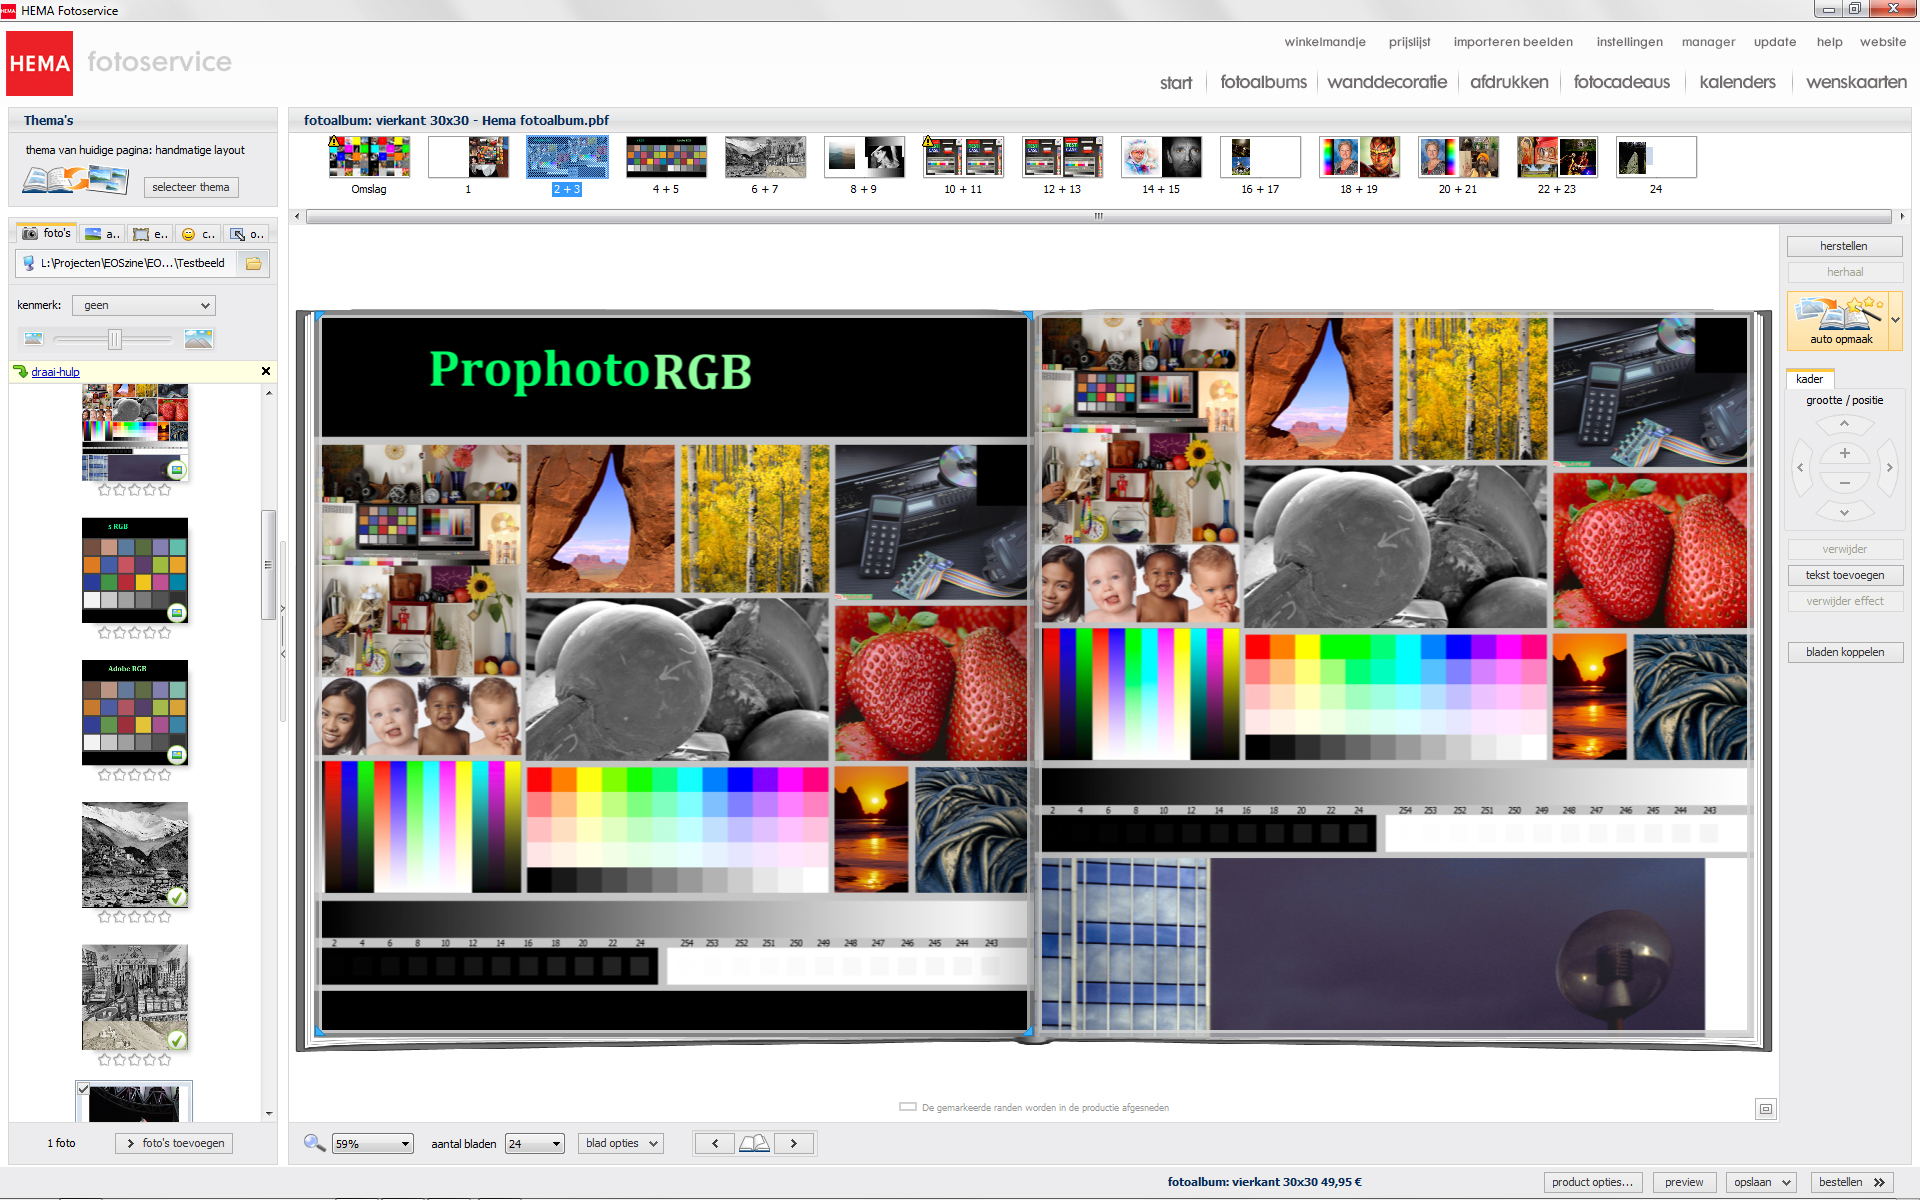 HEMA Fotoservice
HEMA fotoservice
winkelmandje prijslijst importeren beelden instellingen manager update help website
start fotoalbums wanddecoratie afdrukken fotocadeaus kalenders wenskaarten
Thema's
thema van huidige pagina: handmatige layout
selecteer thema
fotoalbum: vierkant 30x30 - Hema fotoalbum.pbf
Omslag 1 2 + 3 4 + 5 6 + 7 8 + 9 10 + 11 12 + 13 14 + 15 16 + 17 18 + 19 20 + 21 22 + 23 24
foto's a.. e.. c.. o..
L:\Projecten\EOSzine\EO...\Testbeeld
kenmerk: geen
draai-hulp
s RGB
Adobe RGB
1 foto
foto's toevoegen
ProphotoRGB
2 4 6 8 10 12 14 16 18 20 22 24 254 253 252 251 250 249 248 247 246 245 244 243
2 4 6 8 10 12 14 16 18 20 22 24 254 253 252 251 250 249 248 247 246 245 244 243
De gemarkeerde randen worden in de productie afgesneden
59% aantal bladen 24 blad opties
herstellen
herhaal
auto opmaak
kader
grootte / positie
verwijder
tekst toevoegen
verwijder effect
bladen koppelen
fotoalbum: vierkant 30x30 49,95 €
product opties... preview opslaan bestellen